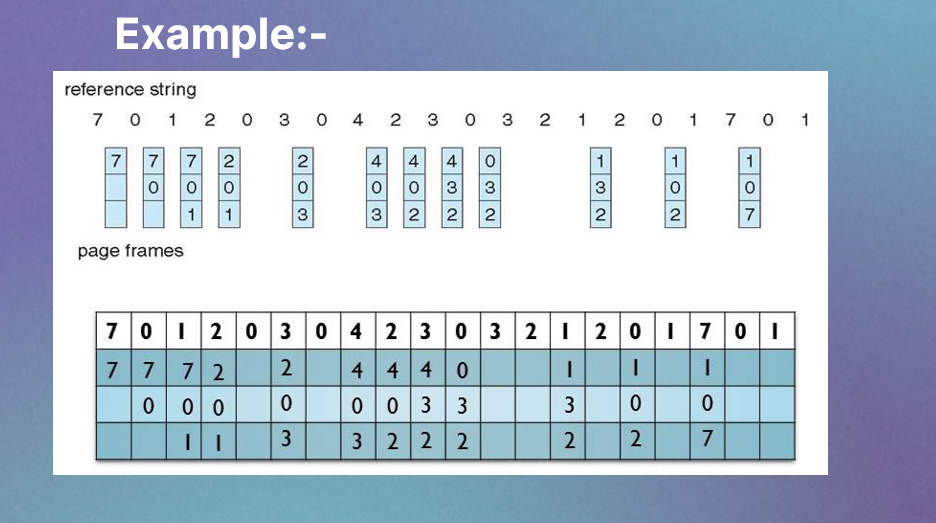 Example:-
reference string
7 0 1 2 0 3 0 4 2 3 0 3 2 1 2 0 1 7 0 1
7 7 7 2 2 4 4 4 0 1 1 1
0 0 0 0 0 0 3 3 3 0 0
1 1 3 3 2 2 2 2 2 7
page frames
7 0 1 2 0 3 0 4 2 3 0 3 2 1 2 0 1 7 0 1
7 7 7 2 2 4 4 4 0 1 1 1
0 0 0 0 0 0 3 3 3 0 0
1 1 3 3 2 2 2 2 2 7